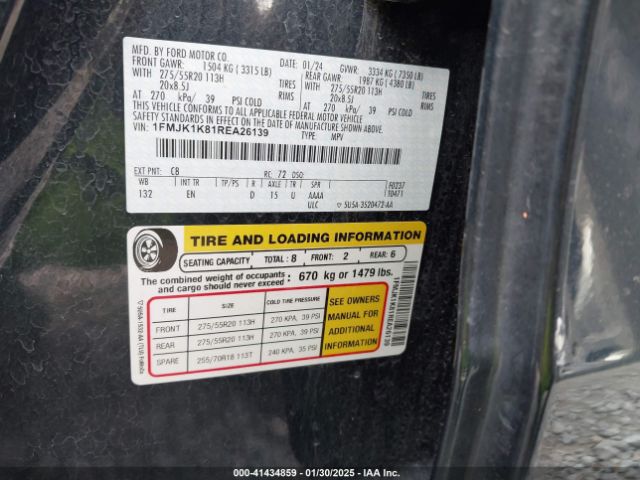 MFD. BY FORD MOTOR CO.
01/24 GVWR: 3334 KG (7350 LB)
FRONT GAWR: 1504 KG (3315 LB) REAR GAWR: 1987 KG (4380 LB)
WITH 275/55R20 113H TIRES WITH 275/55R20 113H TIRES
20x8.5J RIMS 20x8.5J RIMS
AT 270 kPa/ 39 PSI COLD AT 270 kPa/ 39 PSI COLD
THIS VEHICLE CONFORMS TO ALL APPLICABLE FEDERAL MOTOR VEHICLE
SAFETY STANDARDS IN EFFECT ON THE DATE OF MANUFACTURE SHOWN ABOVE.
VIN: 1FMJK1K81REA26139 TYPE: MPV
EXT PNT: C8 RC: 72 DSO:
WB INT TR TP/PS R AXLE TR SPR F0237
132 EN D 15 U AAAA
ULC ▽ 5U5A-3520472-AA
TIRE AND LOADING INFORMATION
SEATING CAPACITY TOTAL: 8 FRONT: 2 REAR: 6
The combined weight of occupants and cargo should never exceed: 670 kg or 1479 lbs.
TIRE SIZE COLD TIRE PRESSURE
FRONT 275/55R20 113H 270 KPA, 39 PSI
REAR 275/55R20 113H 270 KPA, 39 PSI
SPARE 255/70R18 113T 240 KPA, 35 PSI
SEE OWNERS
MANUAL FOR
ADDITIONAL
INFORMATION
1FMJK1K81REA26139
000-41434859 — 01/30/2025 — IAA Inc.